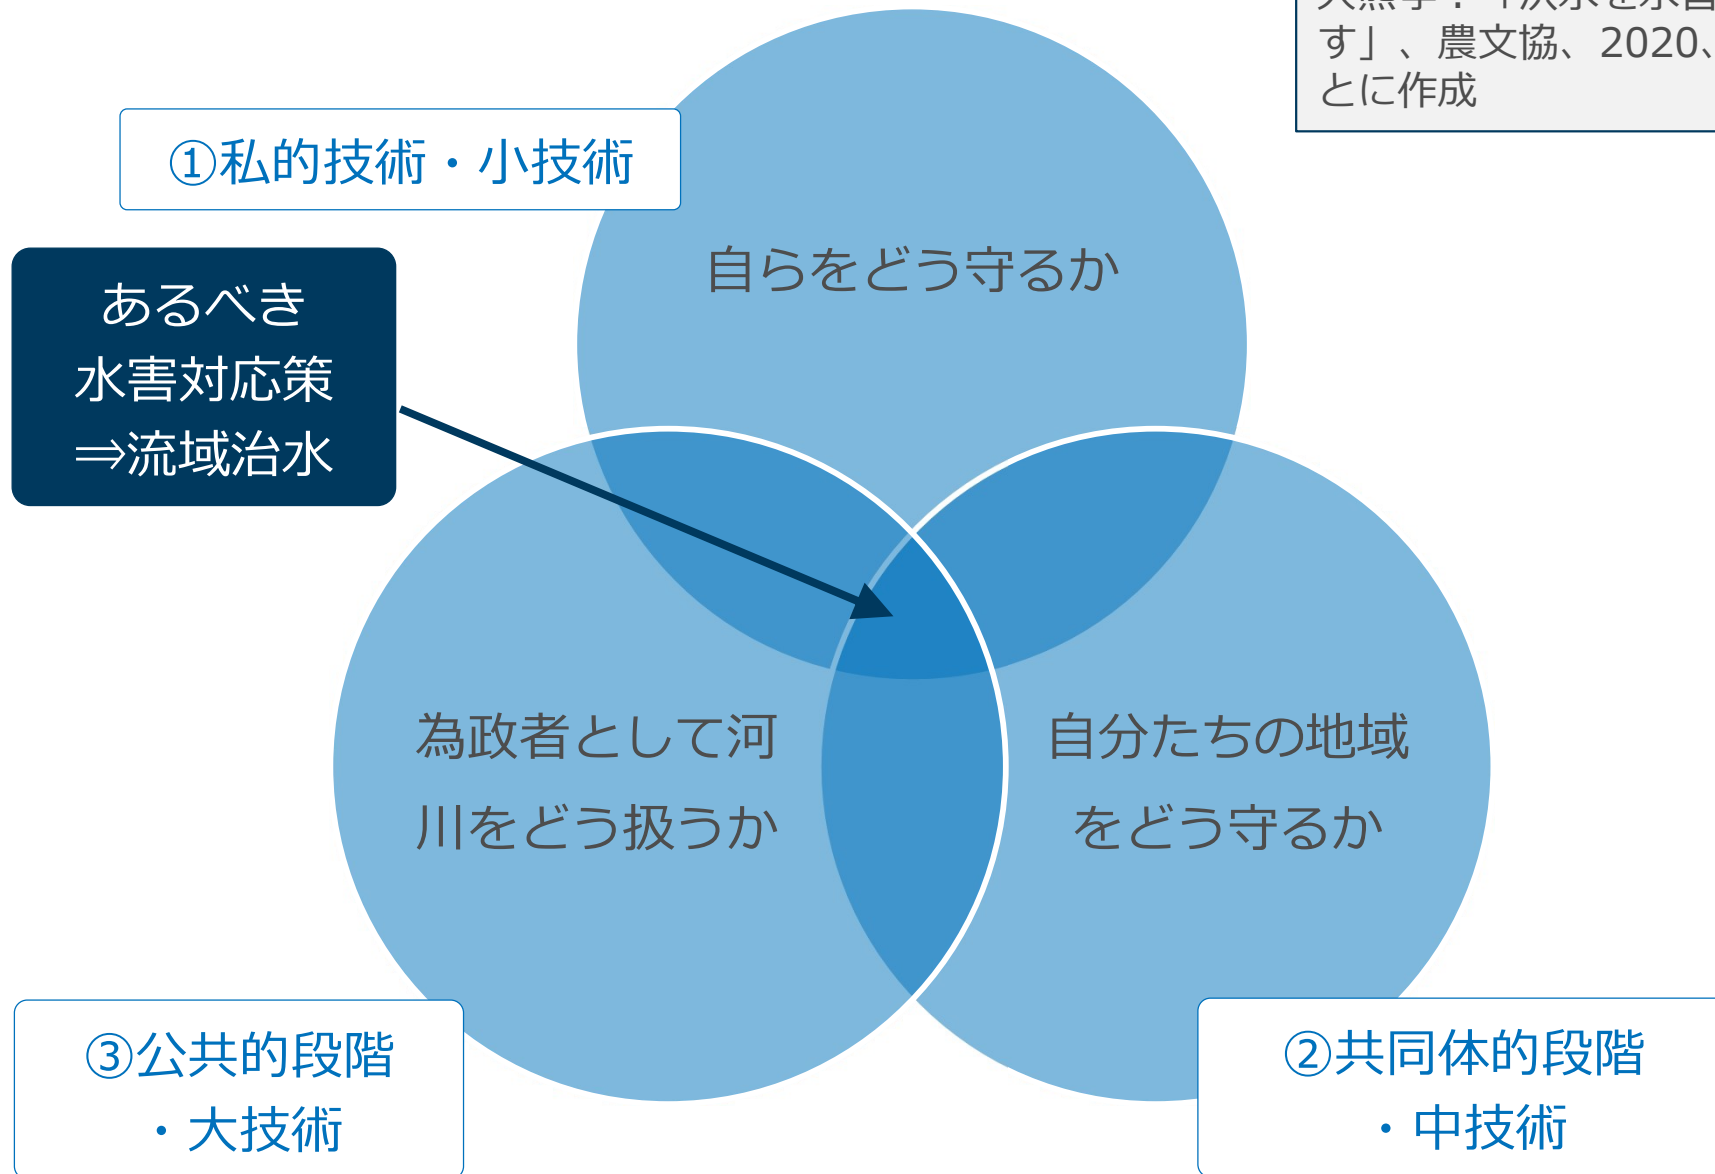 す」、農文協、2020、
とに作成
①私的技術・小技術
自らをどう守るか
あるべき
水害対応策
⇒流域治水
為政者として河
川をどう扱うか
自分たちの地域
をどう守るか
③公共的段階
・大技術
②共同体的段階
・中技術